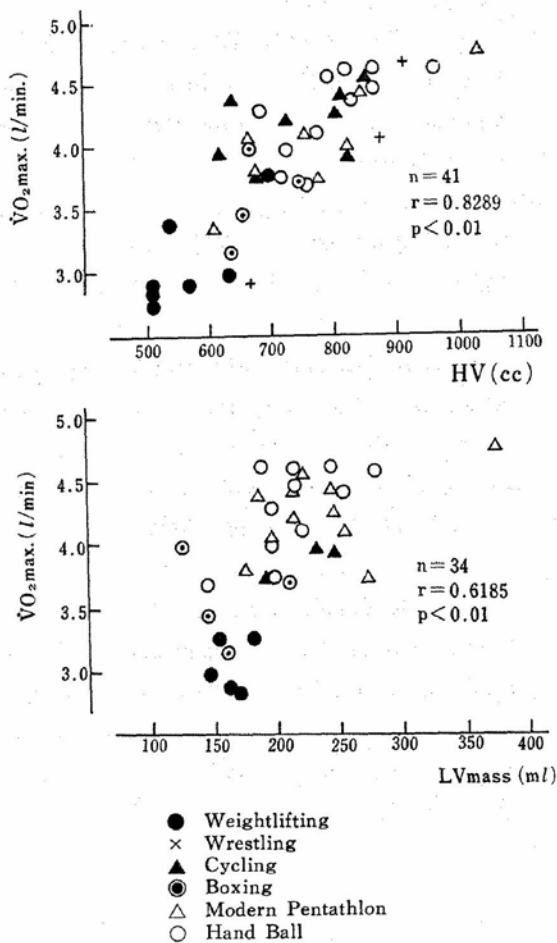 V̇O₂max. (l/min.)
5.0
4.5
4.0
3.5
3.0
n=41
r=0.8289
p<0.01
500 600 700 800 900 1000 1100
HV(cc)
V̇O₂max. (l/min)
5.0
4.5
4.0
3.5
3.0
n=34
r=0.6185
p<0.01
100 150 200 250 300 350 400
LVmass (ml)
Weightlifting
Wrestling
Cycling
Boxing
Modern Pentathlon
Hand Ball